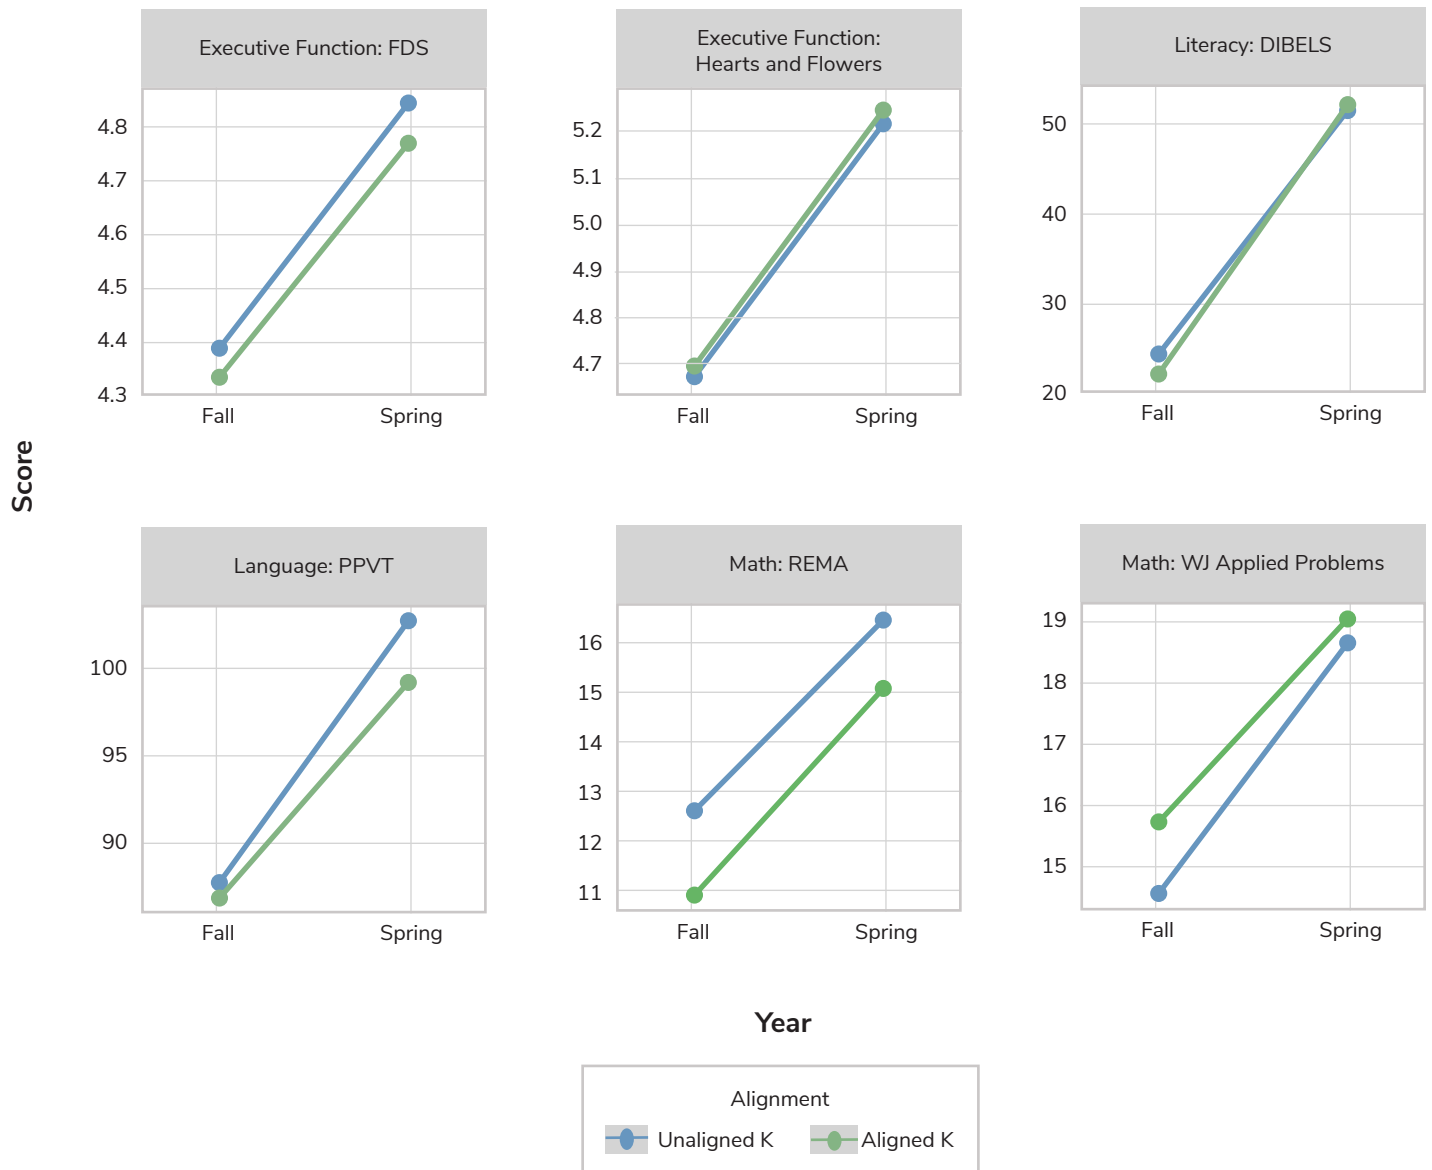 Executive Function: FDS
4.8
4.7
4.6
4.5
4.4
4.3
Fall Spring
Executive Function:
Hearts and Flowers
5.2
5.1
5.0
4.9
4.8
4.7
Fall Spring
Literacy: DIBELS
50
40
30
20
Fall Spring
Score
Language: PPVT
100
95
90
Fall Spring
Math: REMA
16
15
14
13
12
11
Fall Spring
Math: WJ Applied Problems
19
18
17
16
15
Fall Spring
Year
Alignment
Unaligned K Aligned K